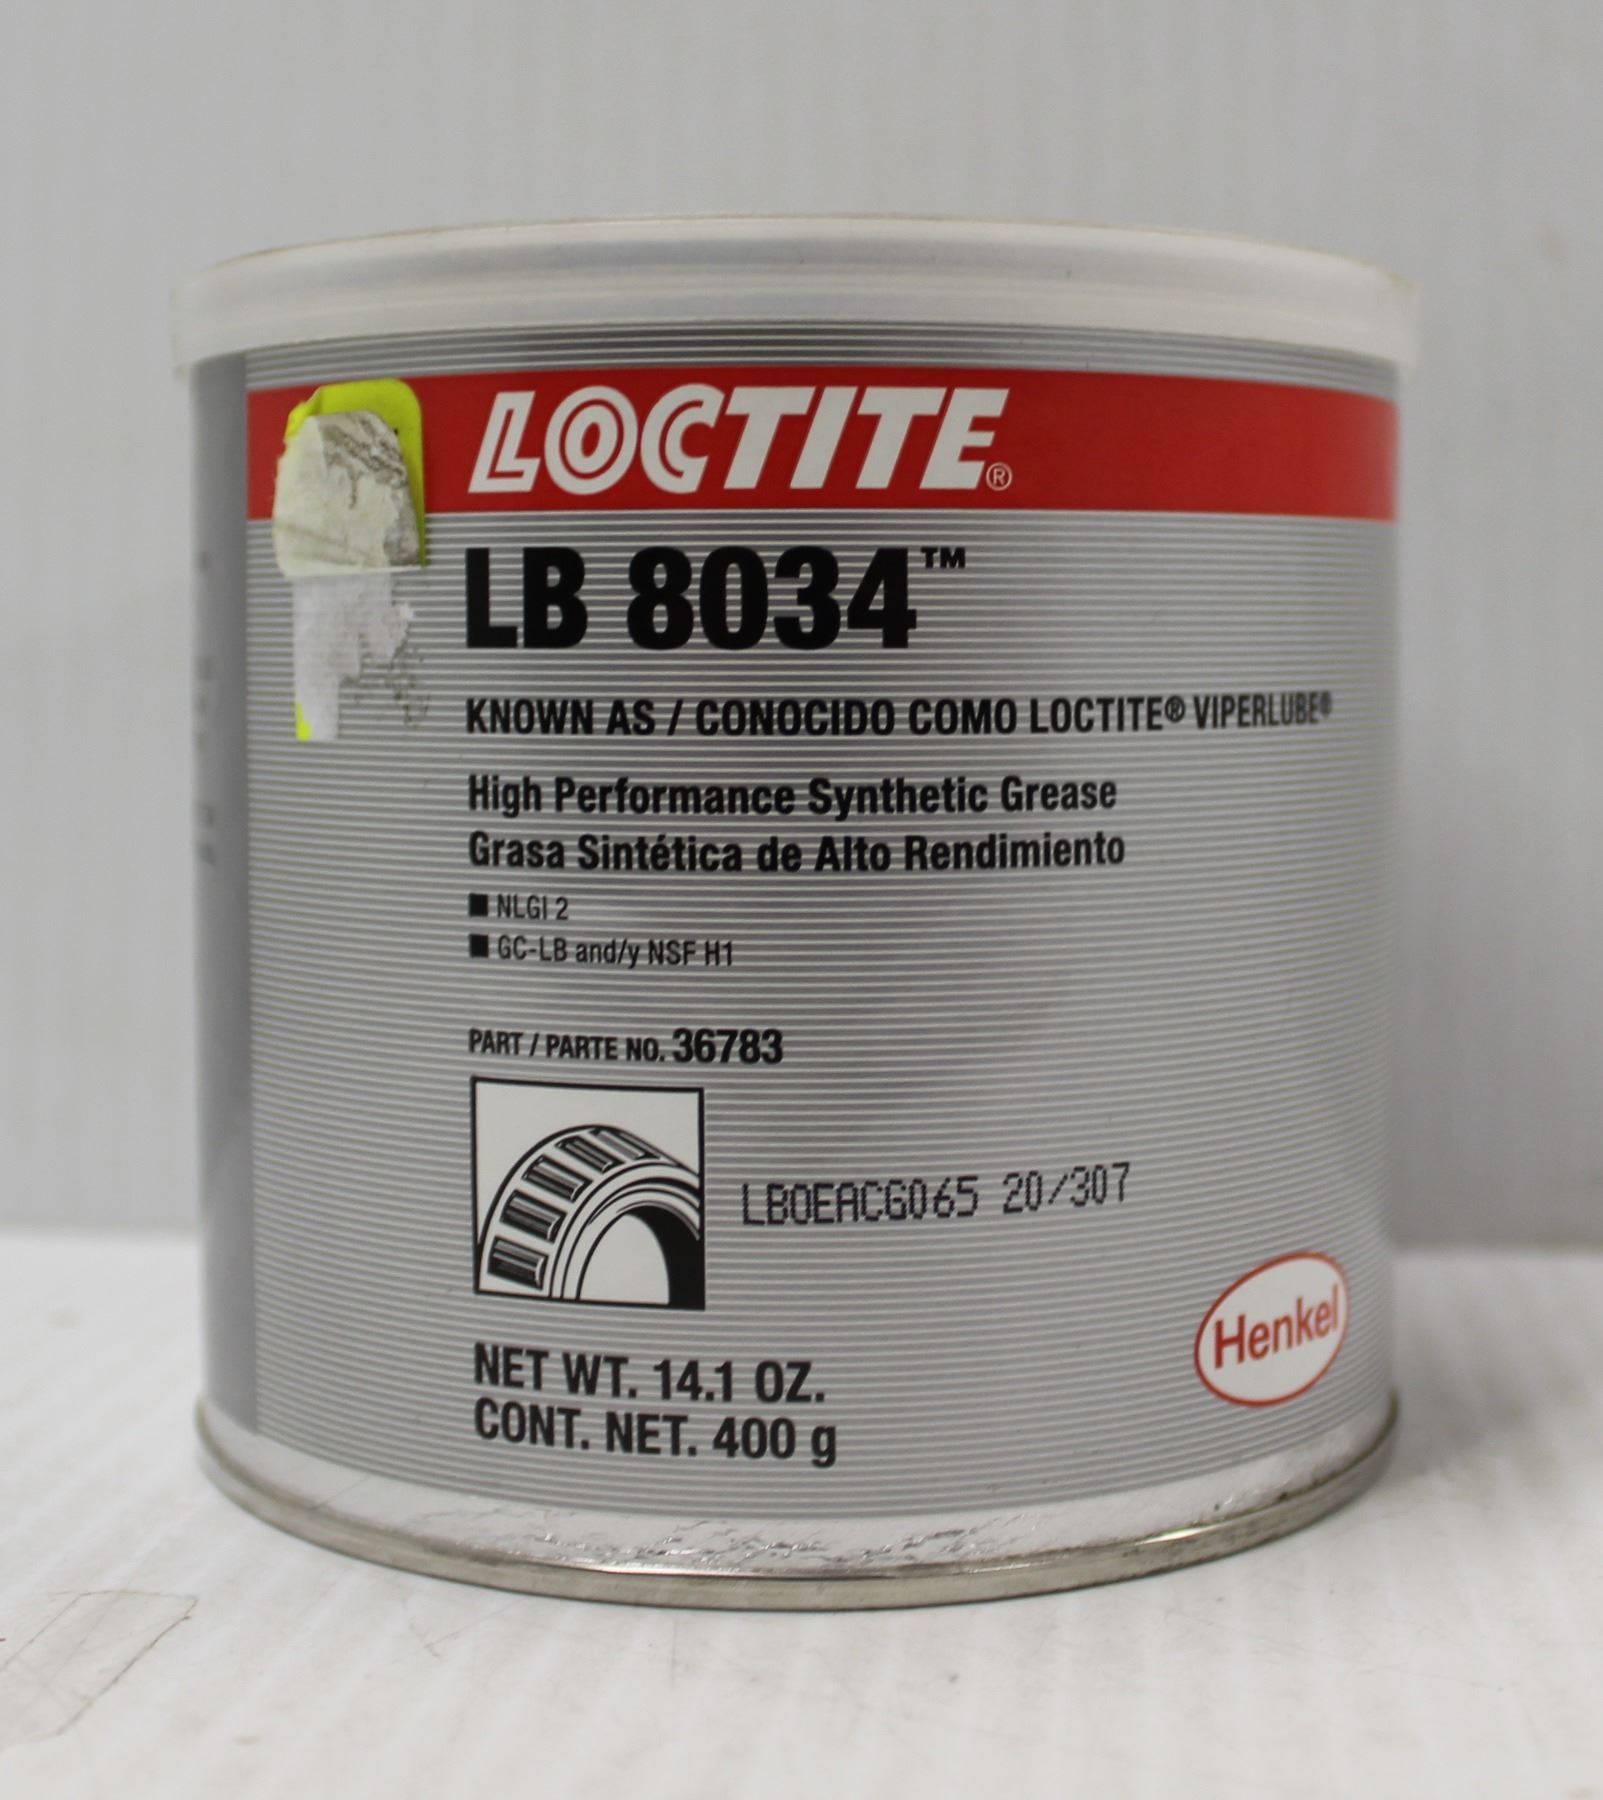 LOCTITE®
LB 8034™
KNOWN AS / CONOCIDO COMO LOCTITE® VIPERLUBE®
High Performance Synthetic Grease
Grasa Sintética de Alto Rendimiento
■ NLGI 2
■ GC-LB and/y NSF H1
PART / PARTE NO. 36783
LBOEACG065 20/307
Henkel
NET WT. 14.1 OZ.
CONT. NET. 400 g